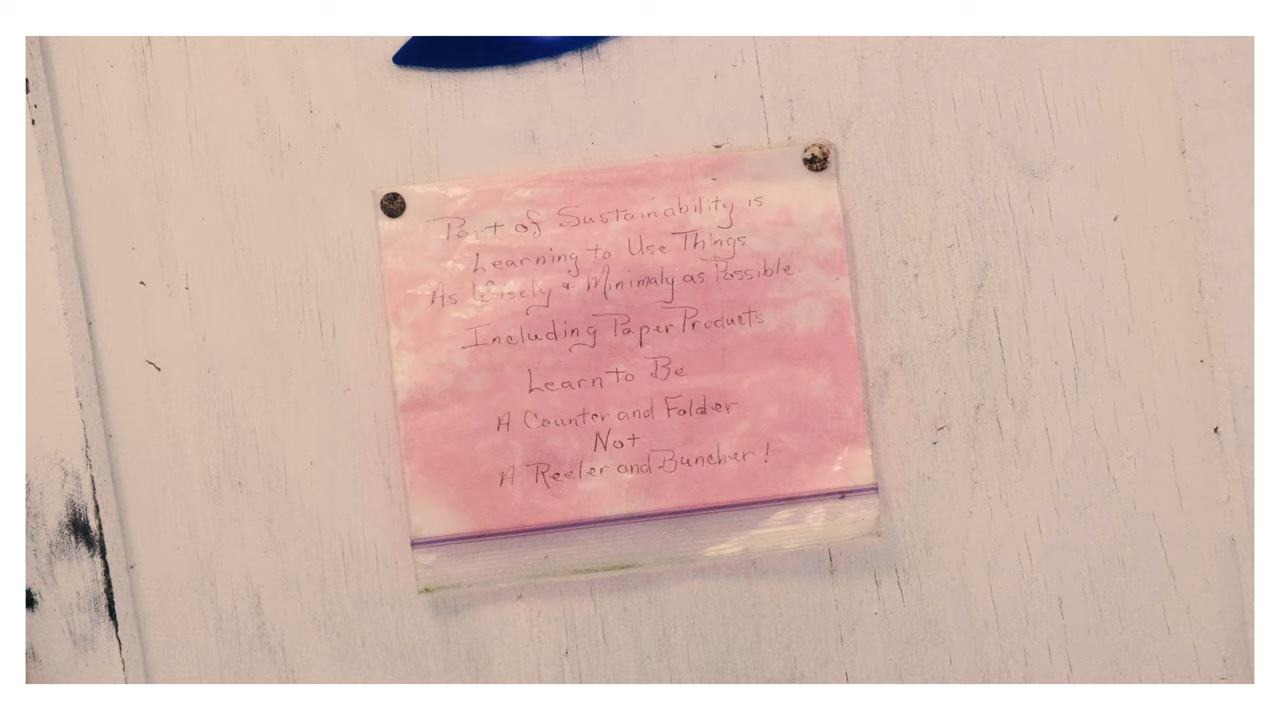 Part of Sustainability is
Learning to Use Things
As Wisely & Minimaly as Possible.
Including Paper Products
Learn to Be
A Counter and Folder
Not
A Reeler and Buncher!